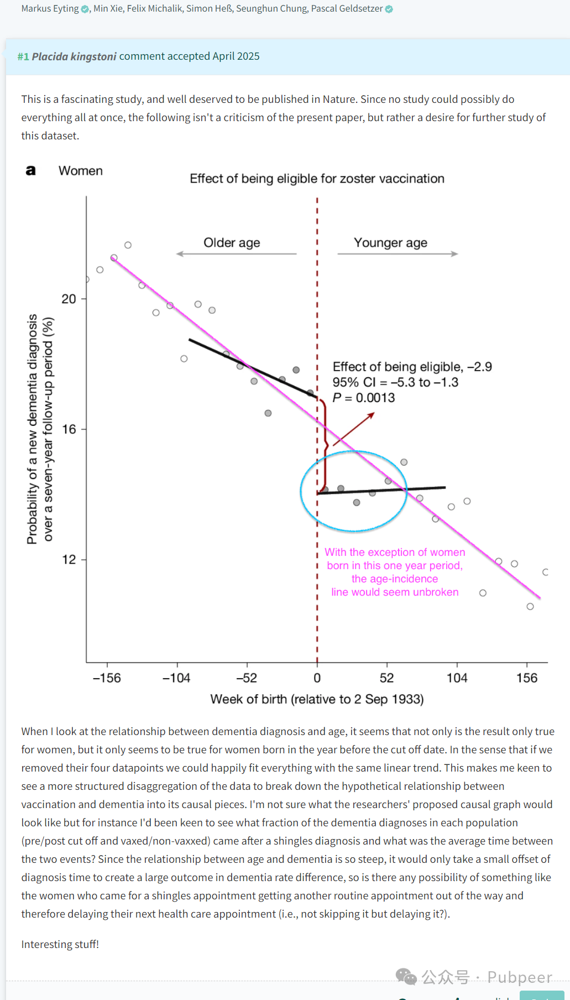 Markus Eyting, Min Xie, Felix Michalik, Simon Heß, Seunghun Chung, Pascal Geldsetzer
#1 Placida kingstoni comment accepted April 2025
This is a fascinating study, and well deserved to be published in Nature. Since no study could possibly do
everything all at once, the following isn't a criticism of the present paper, but rather a desire for further study of
this dataset.
a Women
Effect of being eligible for zoster vaccination
Older age
Younger age
Probability of a new dementia diagnosis
over a seven-year follow-up period (%)
20
16
12
Effect of being eligible, –2.9
95% CI = –5.3 to –1.3
P = 0.0013
With the exception of women
born in this one year period,
the age-incidence
line would seem unbroken
–156 –104 –52 0 52 104 156
Week of birth (relative to 2 Sep 1933)
When I look at the relationship between dementia diagnosis and age, it seems that not only is the result only true
for women, but it only seems to be true for women born in the year before the cut off date. In the sense that if we
removed their four datapoints we could happily fit everything with the same linear trend. This makes me keen to
see a more structured disaggregation of the data to break down the hypothetical relationship between
vaccination and dementia into its causal pieces. I'm not sure what the researchers' proposed causal graph would
look like but for instance I'd been keen to see what fraction of the dementia diagnoses in each population
(pre/post cut off and vaxed/non-vaxxed) came after a shingles diagnosis and what was the average time between
the two events? Since the relationship between age and dementia is so steep, it would only take a small offset of
diagnosis time to create a large outcome in dementia rate difference, so is there any possibility of something like
the women who came for a shingles appointment getting another routine appointment out of the way and
therefore delaying their next health care appointment (i.e., not skipping it but delaying it?).
Interesting stuff!
公众号 · Pubpeer